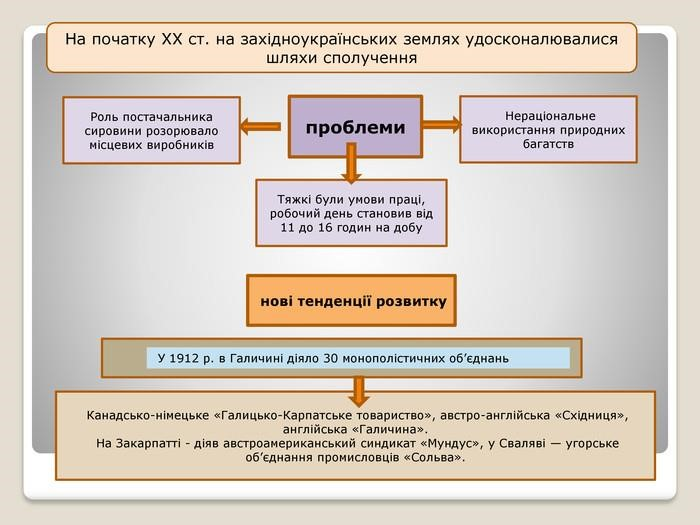 На початку ХХ ст. на західноукраїнських землях удосконалювалися
шляхи сполучення
Роль постачальника
сировини розорювало
місцевих виробників
проблеми
Нераціональне
використання природних
багатств
Тяжкі були умови праці,
робочий день становив від
11 до 16 годин на добу
нові тенденції розвитку
У 1912 р. в Галичині діяло 30 монополістичних об’єднань
Канадсько-німецьке «Галицько-Карпатське товариство», австро-англійська «Східниця»,
англійська «Галичина».
На Закарпатті - діяв австроамериканський синдикат «Мундус», у Сваляві — угорське
об’єднання промисловців «Сольва».